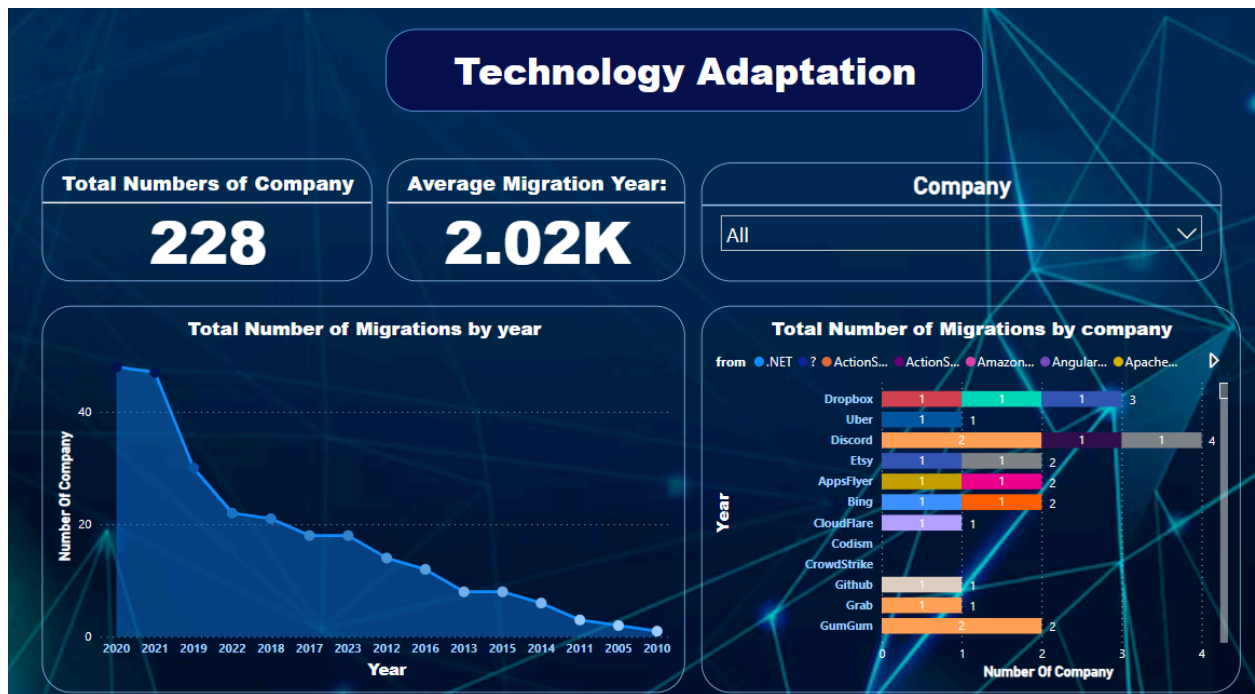 Technology Adaptation
Total Numbers of Company
228
Average Migration Year:
2.02K
Company
All
Total Number of Migrations by year
Number Of Company
40
20
0
2020 2021 2019 2022 2018 2017 2023 2012 2016 2013 2015 2014 2011 2005 2010
Year
Total Number of Migrations by company
from .NET ? ActionS... ActionS... Amazon... Angular... Apache...
Year
Dropbox 1 1 1 3
Uber 1 1
Discord 2 1 1 4
Etsy 1 1 2
AppsFlyer 1 1 2
Bing 1 1 2
CloudFlare 1 1
Codism
CrowdStrike
Github 1 1
Grab 1 1
GumGum 2 2
0 1 2 3 4
Number Of Company